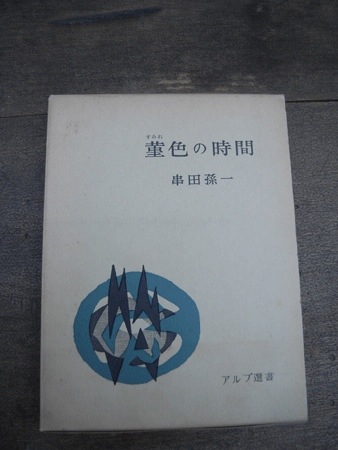 すみれ
菫色の時間
串田孫一
アルプ選書